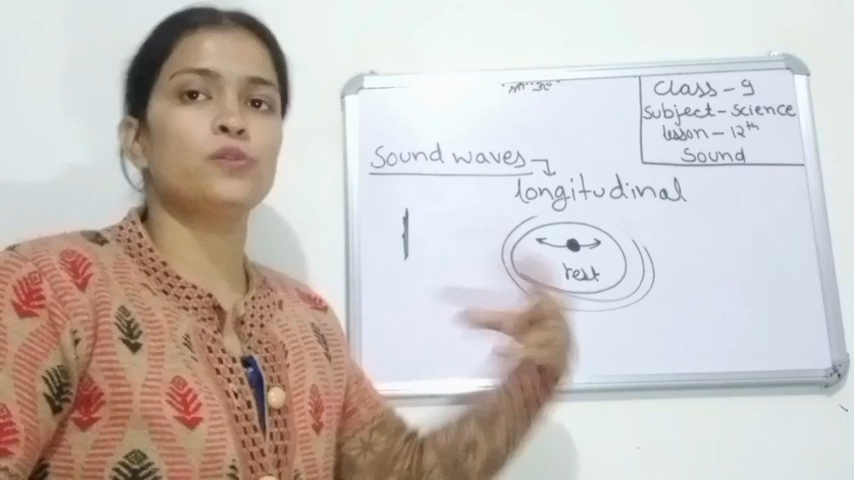 Class-9
Subject-Science
lesson-12th
Sound
Sound waves
longitudinal
rest